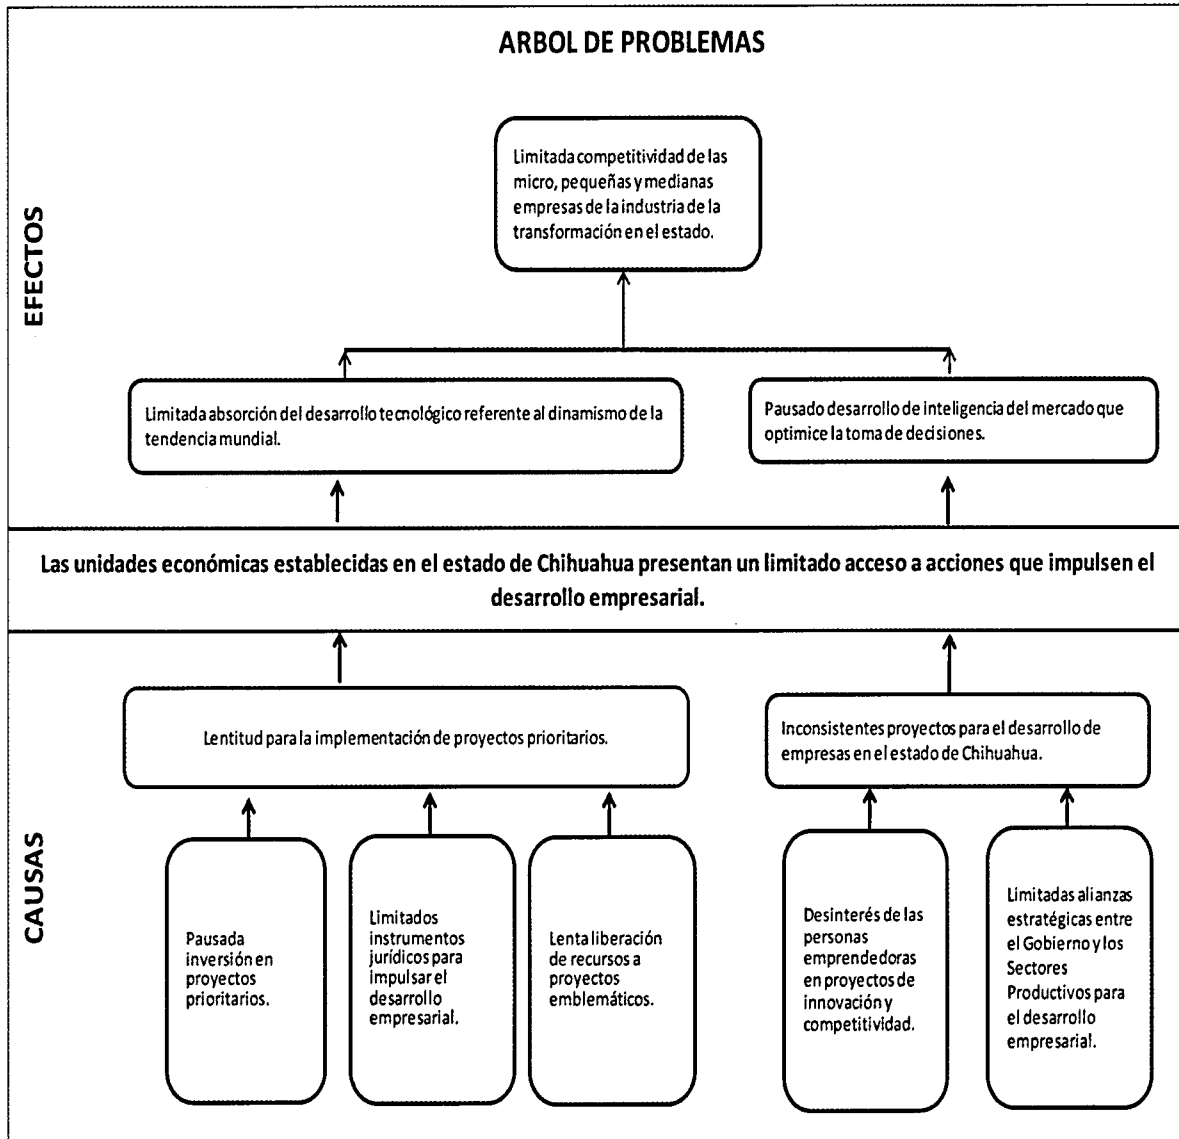 ARBOL DE PROBLEMAS
EFECTOS
Limitada competitividad de las
micro, pequeñas y medianas
empresas de la industria de la
transformación en el estado.
Limitada absorción del desarrollo tecnológico referente al dinamismo de la
tendencia mundial.
Pausado desarrollo de inteligencia del mercado que
optimice la toma de decisiones.
Las unidades económicas establecidas en el estado de Chihuahua presentan un limitado acceso a acciones que impulsen el
desarrollo empresarial.
CAUSAS
Lentitud para la implementación de proyectos prioritarios.
Inconsistentes proyectos para el desarrollo de
empresas en el estado de Chihuahua.
Pausada
inversión en
proyectos
prioritarios.
Limitados
instrumentos
jurídicos para
impulsar el
desarrollo
empresarial.
Lenta liberación
de recursos a
proyectos
emblemáticos.
Desinterés de las
personas
emprendedoras
en proyectos de
innovación y
competitividad.
Limitadas alianzas
estratégicas entre
el Gobierno y los
Sectores
Productivos para
el desarrollo
empresarial.